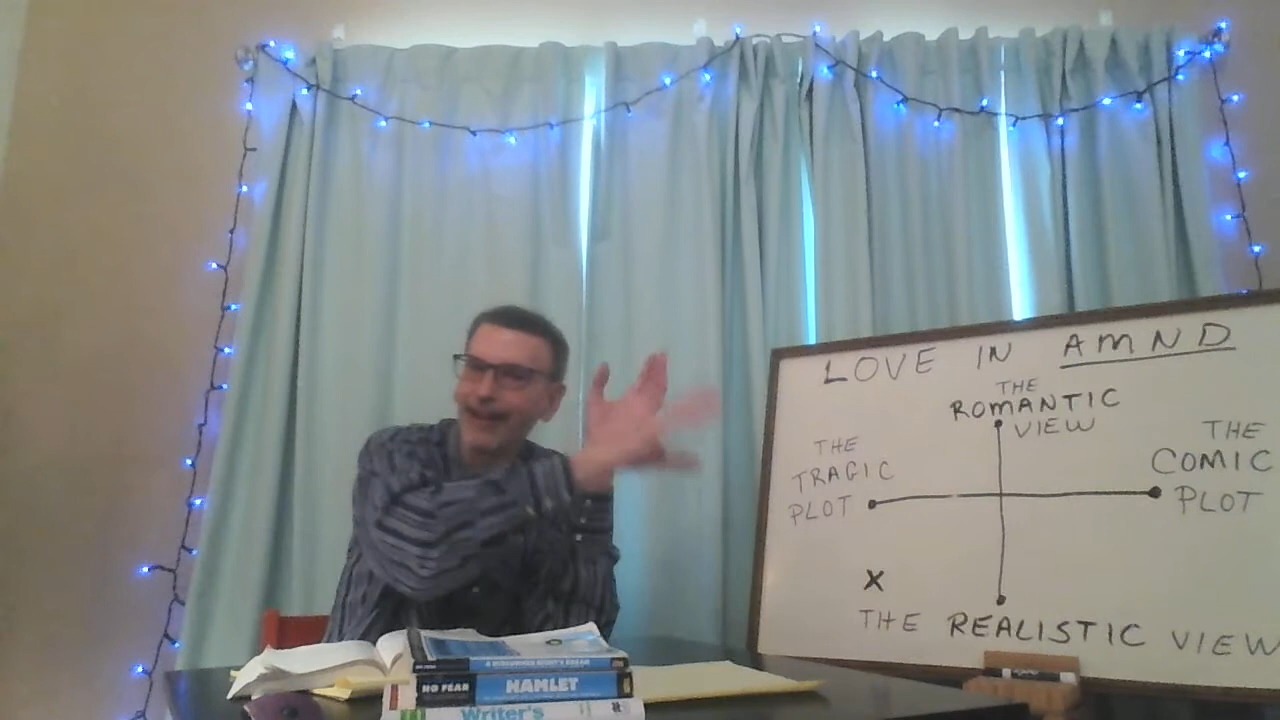 LOVE IN AMND
THE
ROMANTIC
VIEW
THE
TRAGIC
PLOT
THE
COMIC
PLOT
X
THE REALISTIC VIEW
A MIDSUMMER NIGHT'S DREAM
NO FEAR HAMLET
Writer's